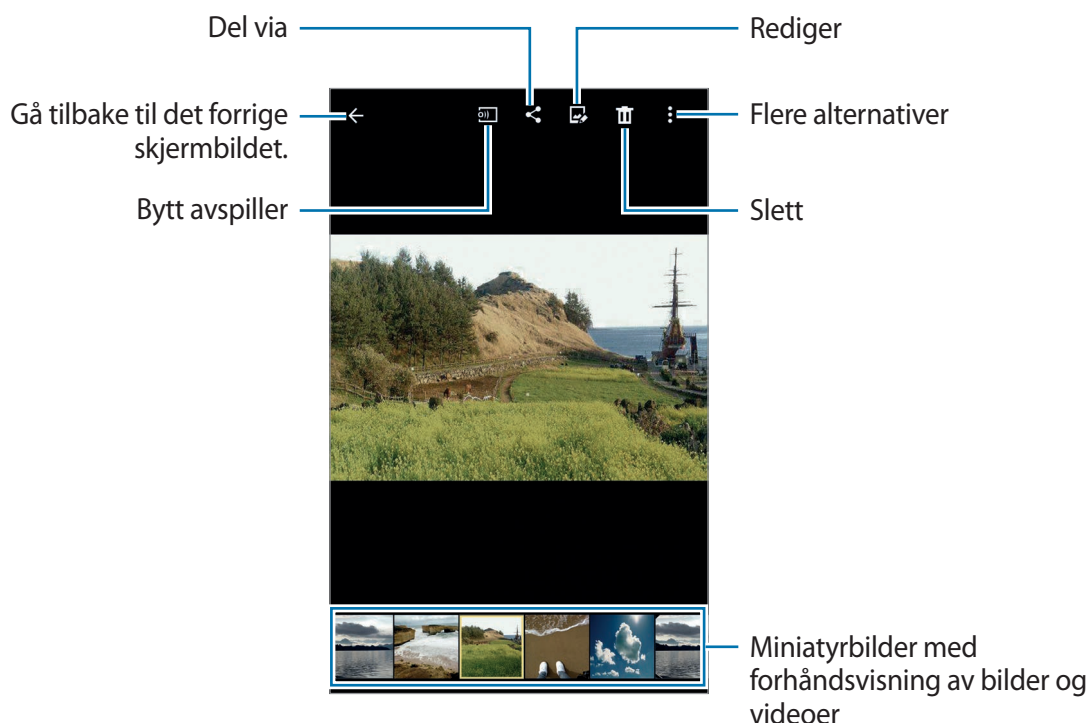 Del via
Rediger
Gå tilbake til det forrige
skjermbildet.
Flere alternativer
Bytt avspiller
Slett
Miniatyrbilder med
forhåndsvisning av bilder og
videoer